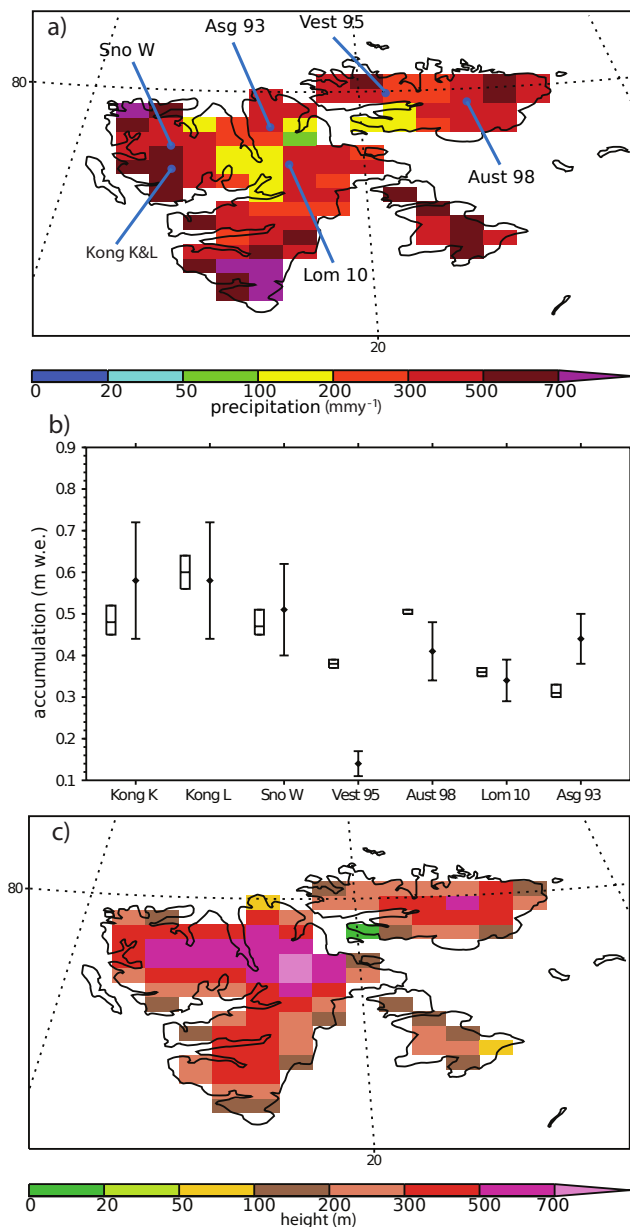 a)
Asg 93
Vest 95
Sno W
80
Aust 98
Kong K&L
Lom 10
20
0 20 50 100 200 300 500 700
precipitation (mmy⁻¹)
b)
0.9
0.8
0.7
0.6
0.5
0.4
0.3
0.2
0.1
accumulation (m w.e.)
Kong K Kong L Sno W Vest 95 Aust 98 Lom 10 Asg 93
c)
80
20
0 20 50 100 200 300 500 700
height (m)